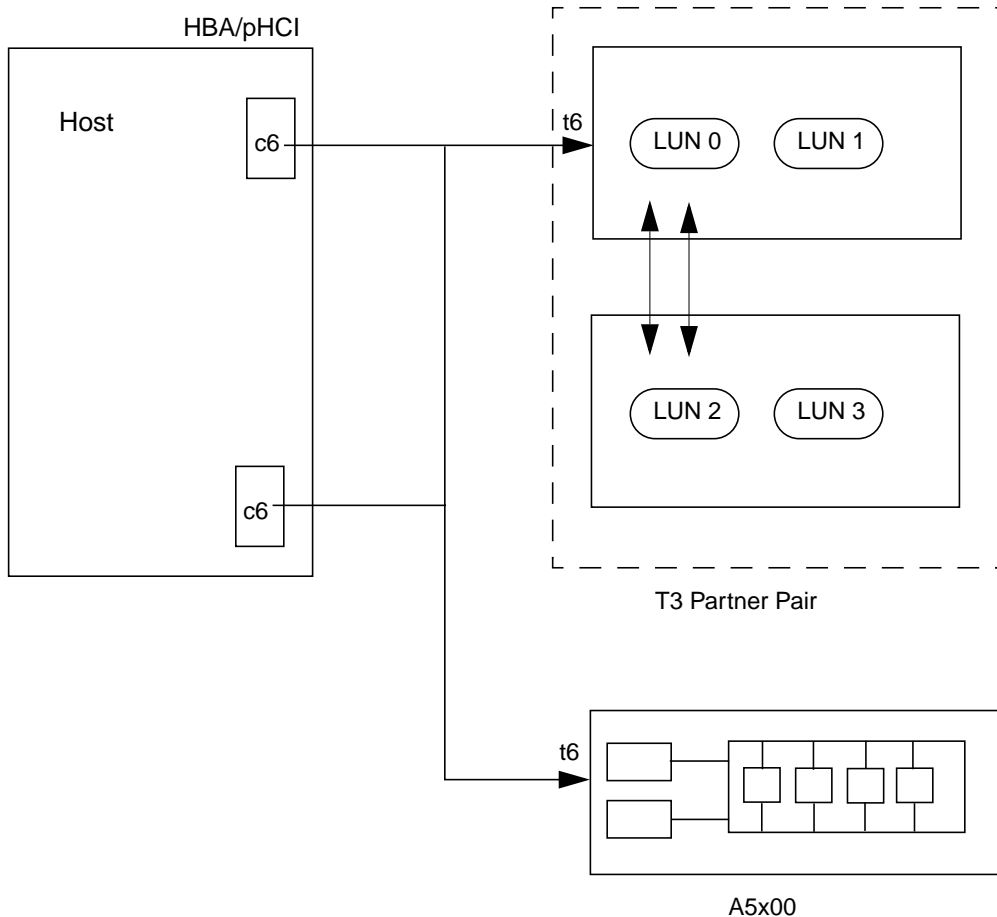 HBA/pHCI
Host
c6
t6
LUN 0
LUN 1
LUN 2
LUN 3
c6
T3 Partner Pair
t6
A5x00